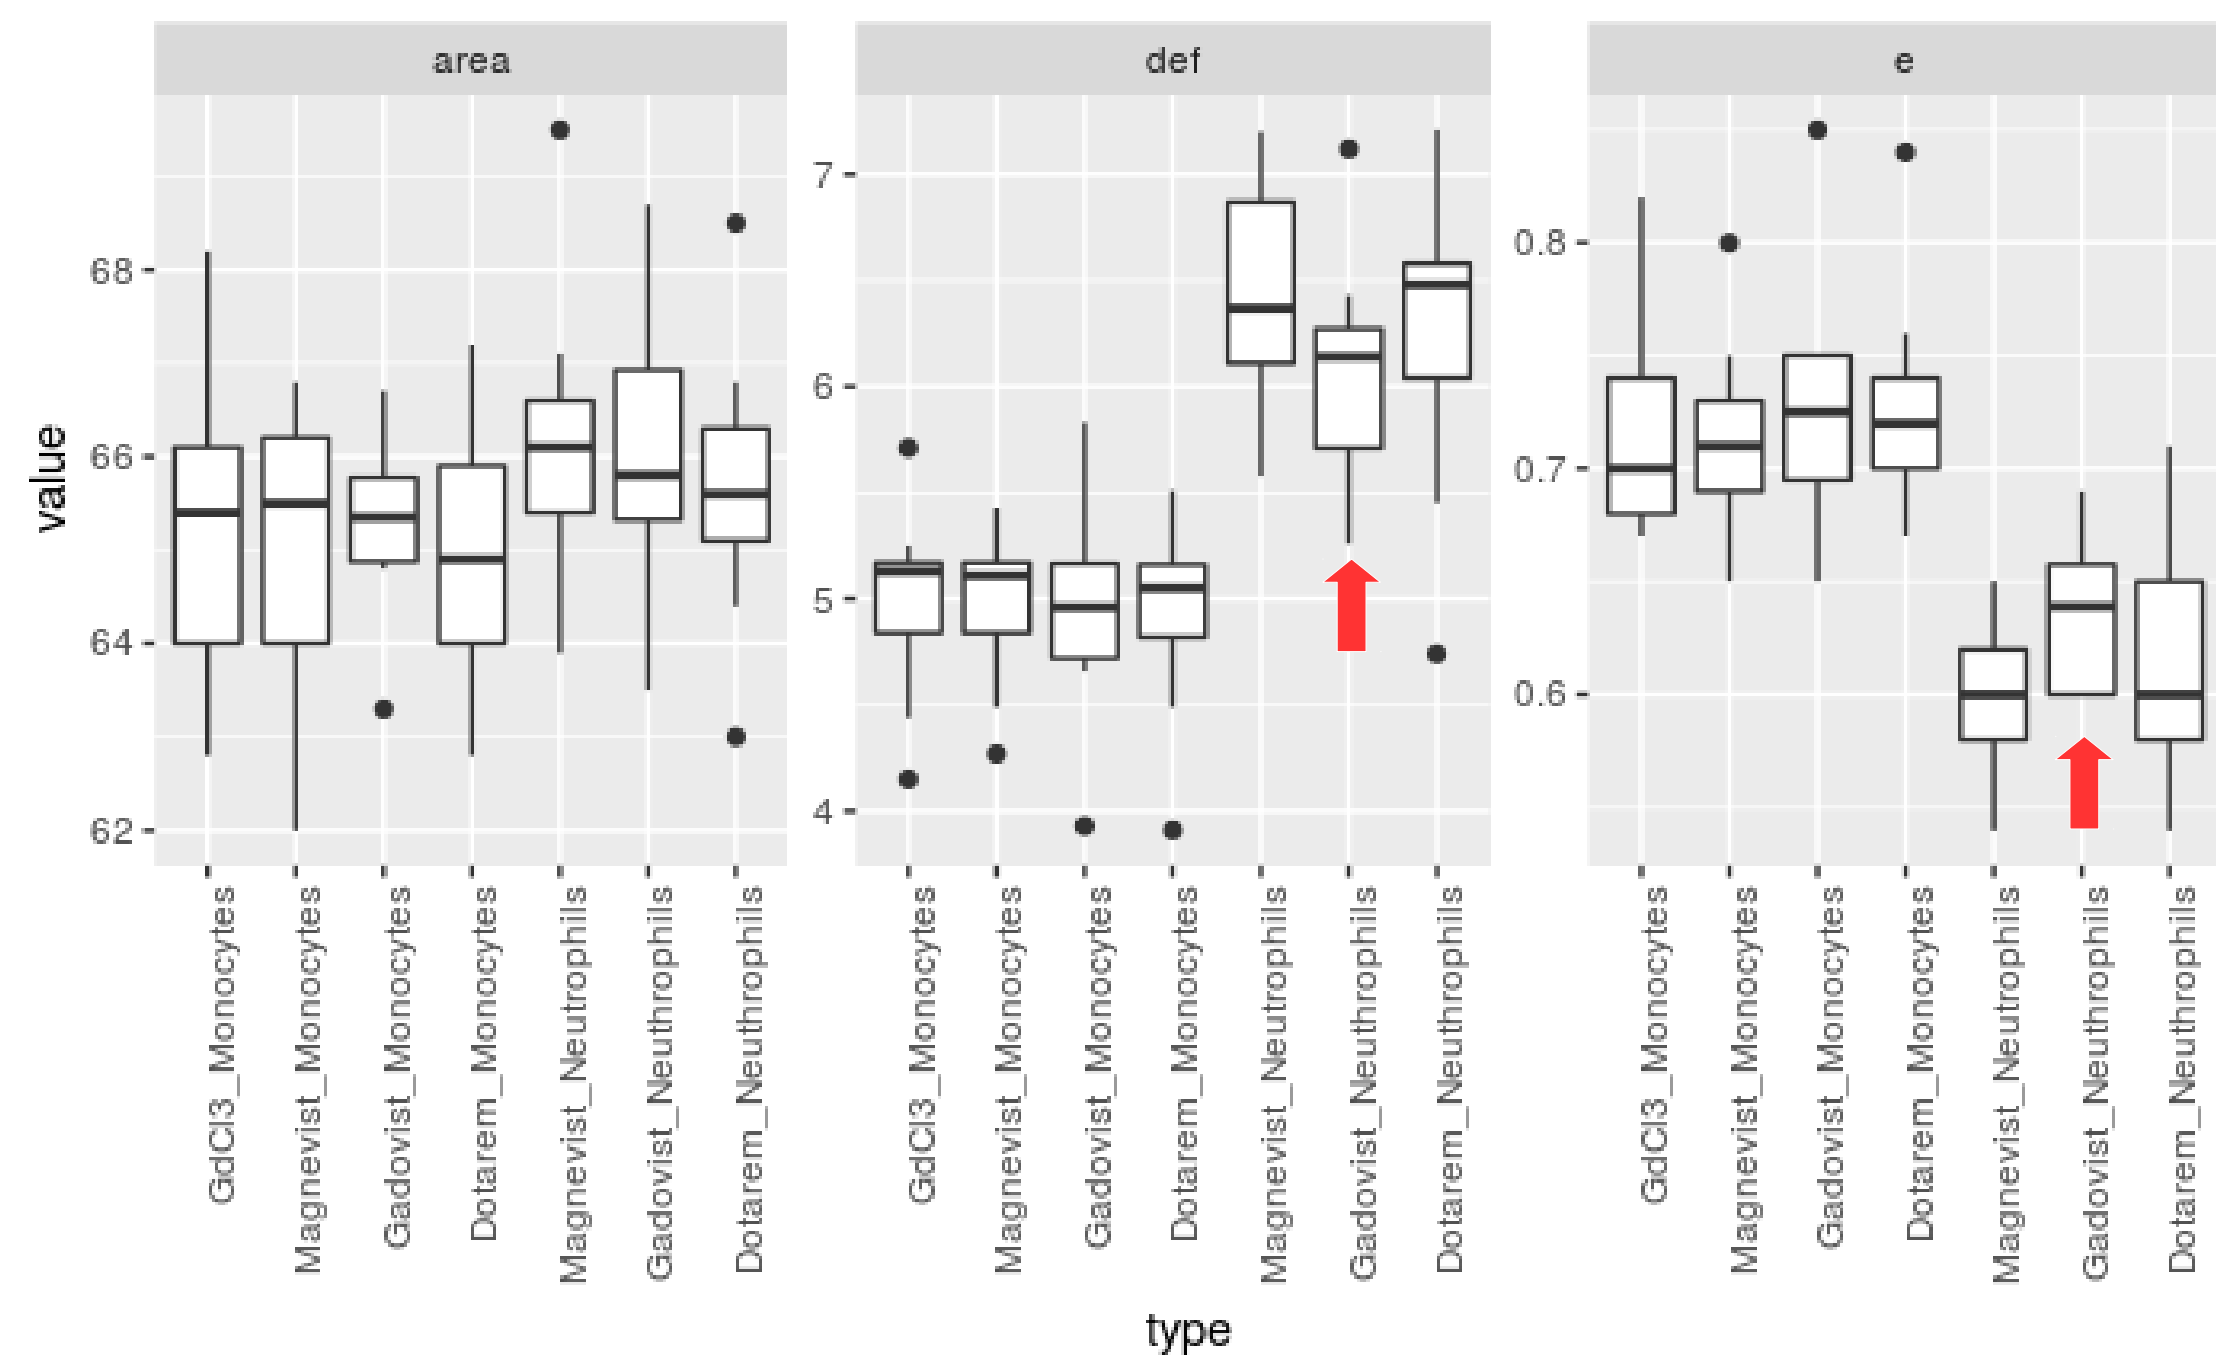 area
def
e
value
68
66
64
62
7
6
5
4
0.8
0.7
0.6
GdCl3_Monocytes
Magnevist_Monocytes
Gadovist_Monocytes
Dotarem_Monocytes
Magnevist_Neutrophils
Gadovist_Neuthrophils
Dotarem_Neuthrophils
GdCl3_Monocytes
Magnevist_Monocytes
Gadovist_Monocytes
Dotarem_Monocytes
Magnevist_Neutrophils
Gadovist_Neuthrophils
Dotarem_Neuthrophils
GdCl3_Monocytes
Magnevist_Monocytes
Gadovist_Monocytes
Dotarem_Monocytes
Magnevist_Neutrophils
Gadovist_Neuthrophils
Dotarem_Neuthrophils
type